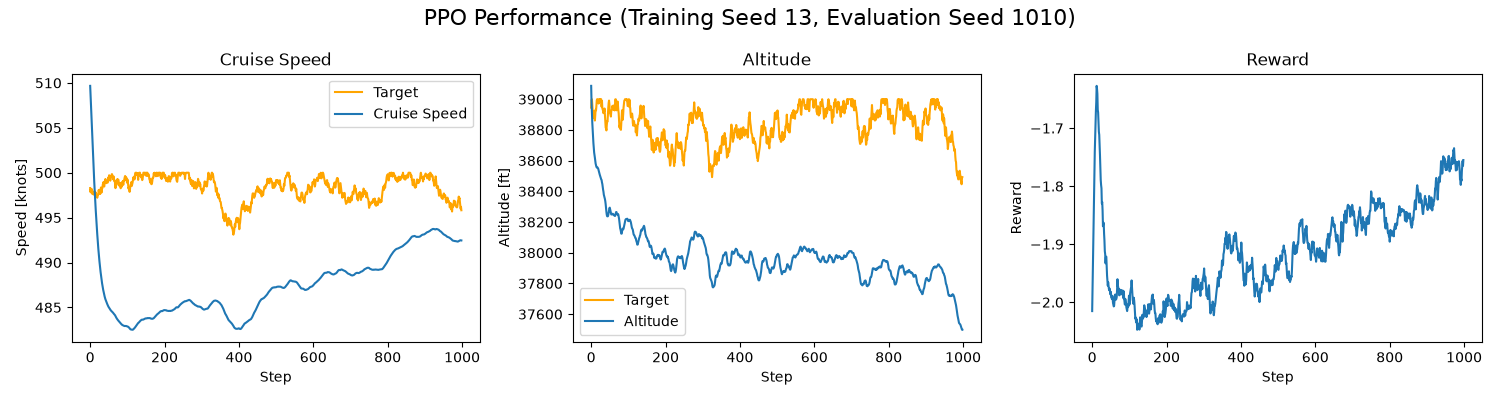 PPO Performance (Training Seed 13, Evaluation Seed 1010)
Cruise Speed
Speed [knots]
510
505
500
495
490
485
0 200 400 600 800 1000
Step
Target
Cruise Speed
Altitude
Altitude [ft]
39000
38800
38600
38400
38200
38000
37800
37600
0 200 400 600 800 1000
Step
Target
Altitude
Reward
Reward
−1.7
−1.8
−1.9
−2.0
0 200 400 600 800 1000
Step